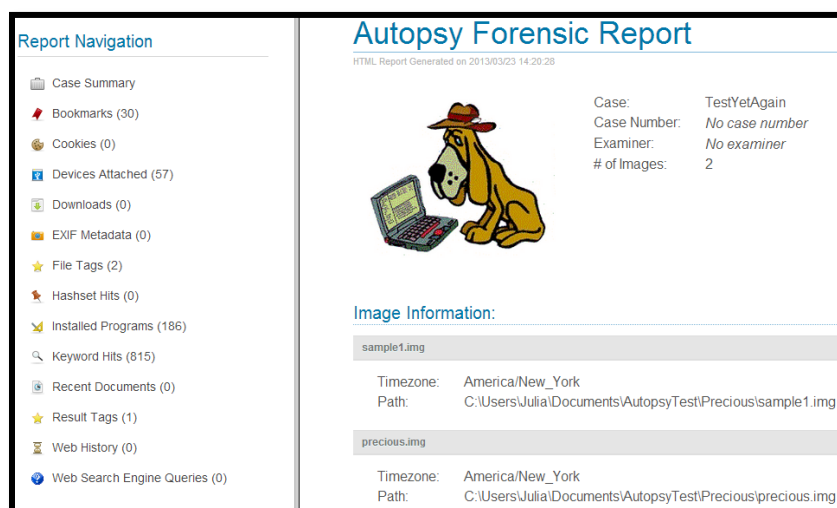 Report Navigation
Case Summary
Bookmarks (30)
Cookies (0)
Devices Attached (57)
Downloads (0)
EXIF Metadata (0)
File Tags (2)
Hashset Hits (0)
Installed Programs (186)
Keyword Hits (815)
Recent Documents (0)
Result Tags (1)
Web History (0)
Web Search Engine Queries (0)
Autopsy Forensic Report
HTML Report Generated on 2013/03/23 14:20:28
Case: TestYetAgain
Case Number: No case number
Examiner: No examiner
# of Images: 2
Image Information:
sample1.img
Timezone: America/New_York
Path: C:\Users\Julia\Documents\AutopsyTest\Precious\sample1.img
precious.img
Timezone: America/New_York
Path: C:\Users\Julia\Documents\AutopsyTest\Precious\precious.img